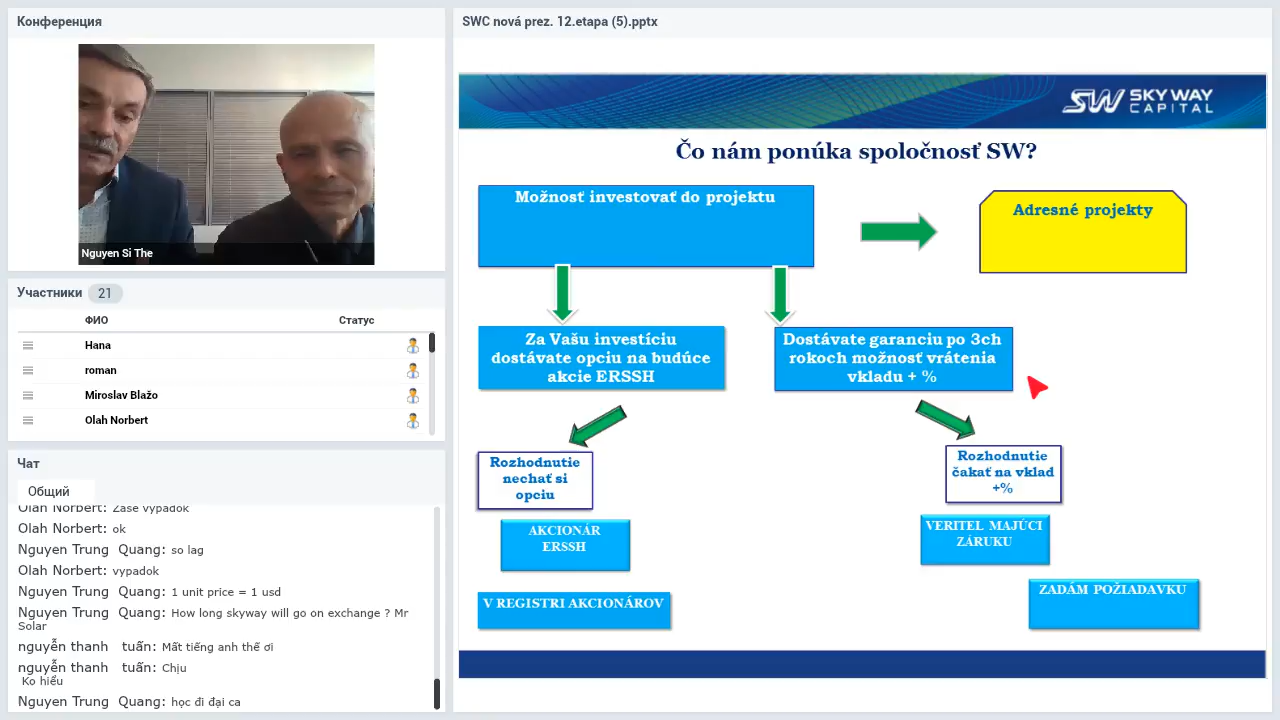 Конференция
Nguyen Si The
Участники 21
ФИО Статус
Hana
roman
Miroslav Blažo
Olah Norbert
Чат
Общий
Olah Norbert: Zase vypadok
Olah Norbert: ok
Nguyen Trung Quang: so lag
Olah Norbert: vypadok
Nguyen Trung Quang: 1 unit price = 1 usd
Nguyen Trung Quang: How long skyway will go on exchange ? Mr
Solar
nguyễn thanh tuấn: Mất tiếng anh thế ơi
nguyễn thanh tuấn: Chịu
Ko hiểu
Nguyen Trung Quang: học đi đại ca
SWC nová prez. 12.etapa (5).pptx
SW SKY WAY
CAPITAL
Čo nám ponúka spoločnosť SW?
Možnosť investovať do projektu
Adresné projekty
Za Vašu investíciu
dostávate opciu na budúce
akcie ERSSH
Dostávate garanciu po 3ch
rokoch možnosť vrátenia
vkladu + %
Rozhodnutie
nechať si
opciu
Rozhodnutie
čakať na vklad
+%
AKCIONÁR
ERSSH
VERITEL MAJÚCI
ZÁRUKU
V REGISTRI AKCIONÁROV
ZADÁM POŽIADAVKU